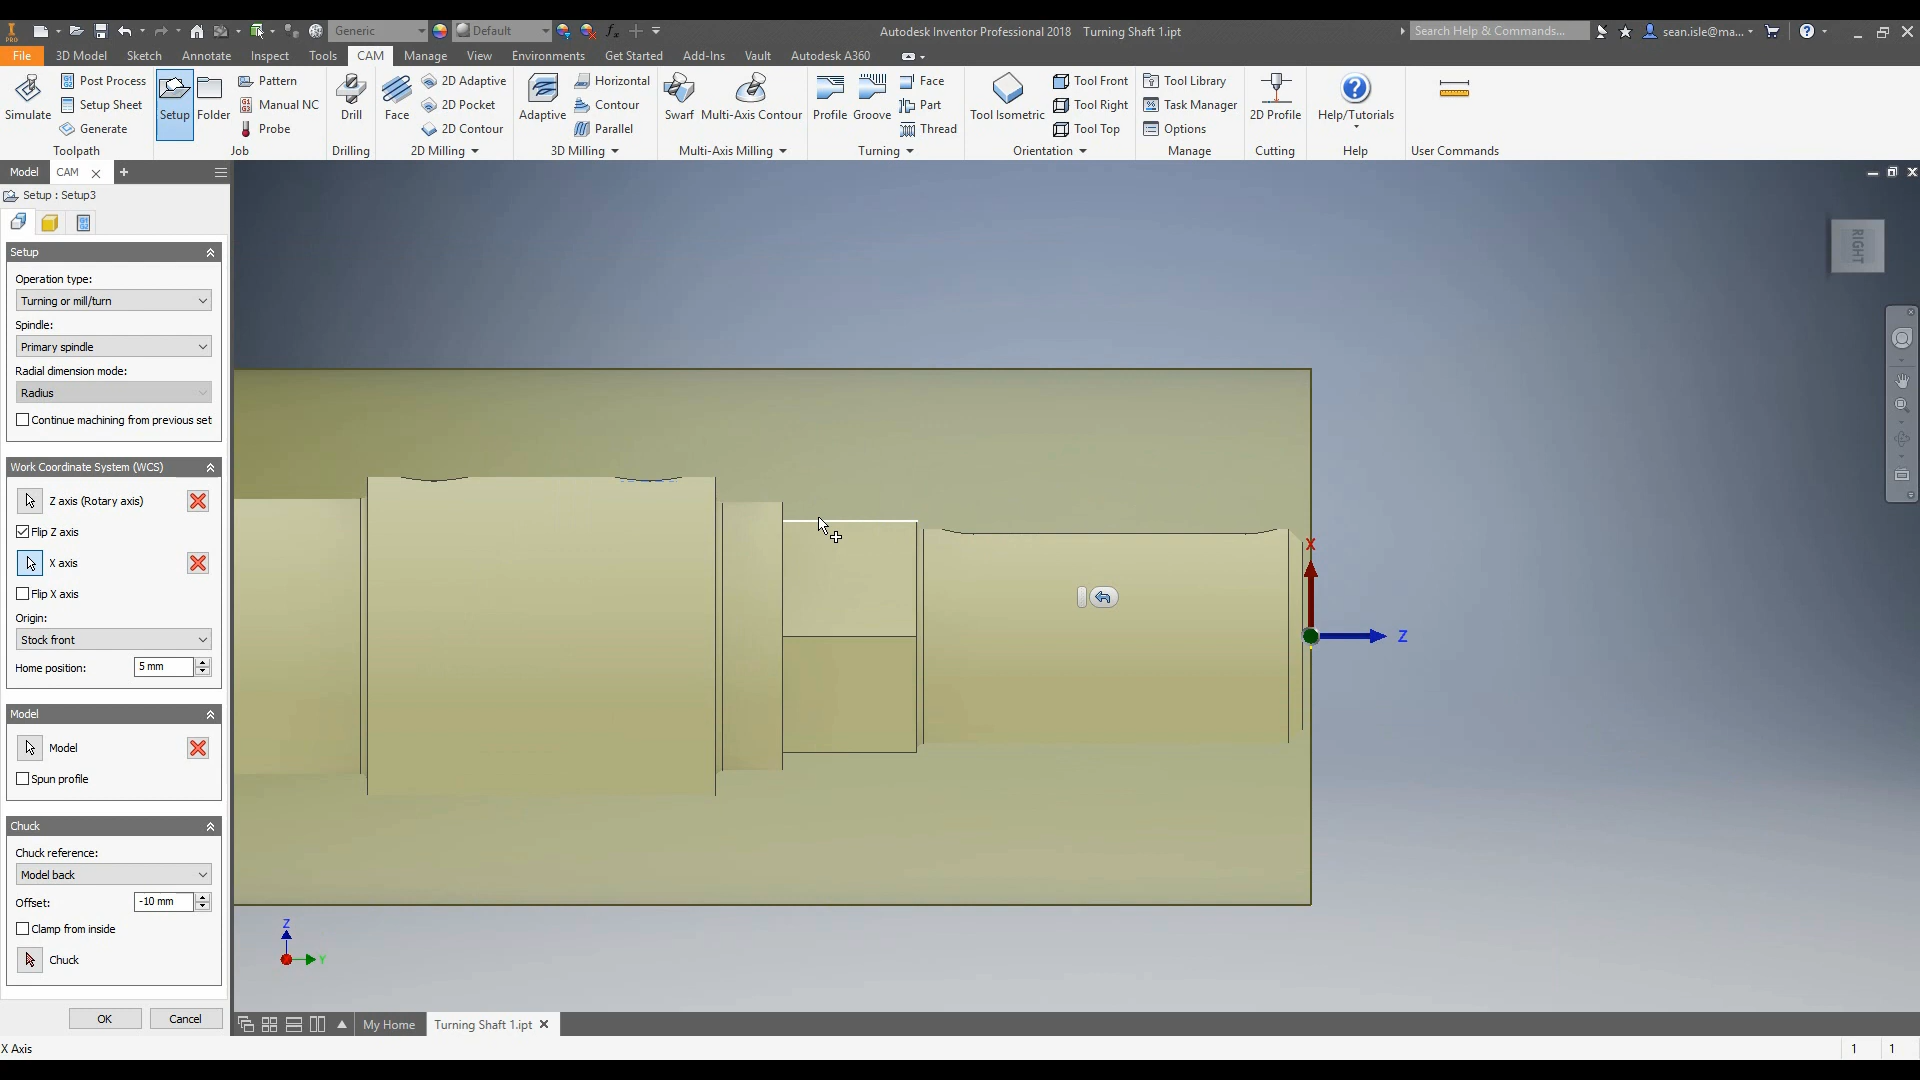 PRO
Generic
Default
Autodesk Inventor Professional 2018 Turning Shaft 1.ipt
Search Help & Commands...
sean.isle@ma...
File
3D Model
Sketch
Annotate
Inspect
Tools
CAM
Manage
View
Environments
Get Started
Add-Ins
Vault
Autodesk A360
Simulate
Post Process
Setup Sheet
Generate
Toolpath
Setup
Folder
Pattern
Manual NC
Probe
Job
Drill
Drilling
Face
2D Adaptive
2D Pocket
2D Contour
2D Milling
Adaptive
Horizontal
Contour
Parallel
3D Milling
Swarf
Multi-Axis Contour
Multi-Axis Milling
Profile
Groove
Face
Part
Thread
Turning
Tool Isometric
Tool Front
Tool Right
Tool Top
Orientation
Tool Library
Task Manager
Options
Manage
2D Profile
Cutting
Help/Tutorials
Help
User Commands
Model
CAM
Setup : Setup3
Setup
Operation type:
Turning or mill/turn
Spindle:
Primary spindle
Radial dimension mode:
Radius
Continue machining from previous set
Work Coordinate System (WCS)
Z axis (Rotary axis)
Flip Z axis
X axis
Flip X axis
Origin:
Stock front
Home position:
5 mm
Model
Model
Spun profile
Chuck
Chuck reference:
Model back
Offset:
-10 mm
Clamp from inside
Chuck
OK
Cancel
RIGHT
X
Z
Z
Y
My Home
Turning Shaft 1.ipt
X Axis
1
1